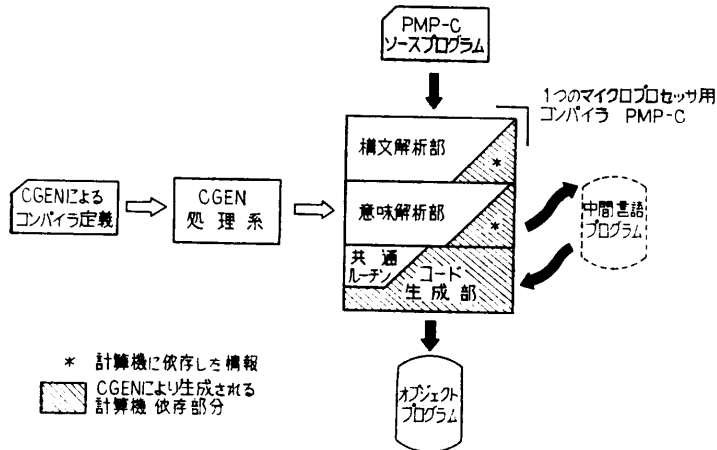 PMP-C
ソースプログラム
1つのマイクロプロセッサ用
コンパイラ PMP-C
構文解析部
*
CGENによる
コンパイラ定義
CGEN
処理系
意味解析部
*
中間言語
プログラム
共通
ルーチン
コード
生成部
* 計算機に依存した情報
CGENにより生成される
計算機依存部分
オブジェクト
プログラム